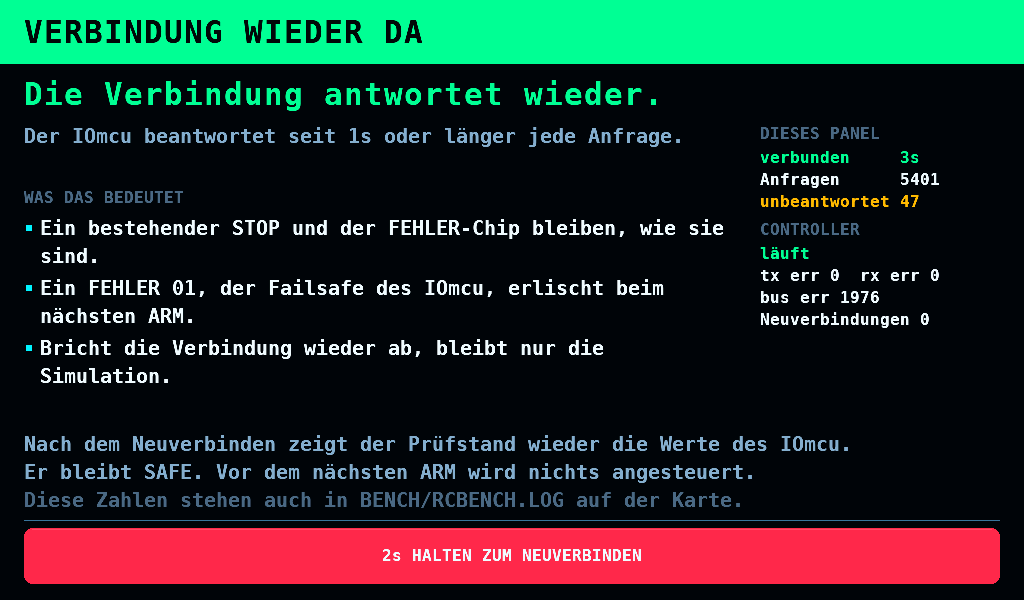 VERBINDUNG WIEDER DA
Die Verbindung antwortet wieder.
Der IOmcu beantwortet seit 1s oder länger jede Anfrage.
WAS DAS BEDEUTET
Ein bestehender STOP und der FEHLER-Chip bleiben, wie sie
sind.
Ein FEHLER 01, der Failsafe des IOmcu, erlischt beim
nächsten ARM.
Bricht die Verbindung wieder ab, bleibt nur die
Simulation.
DIESES PANEL
verbunden 3s
Anfragen 5401
unbeantwortet 47
CONTROLLER
läuft
tx err 0 rx err 0
bus err 1976
Neuverbindungen 0
Nach dem Neuverbinden zeigt der Prüfstand wieder die Werte des IOmcu.
Er bleibt SAFE. Vor dem nächsten ARM wird nichts angesteuert.
Diese Zahlen stehen auch in BENCH/RCBENCH.LOG auf der Karte.
2s HALTEN ZUM NEUVERBINDEN